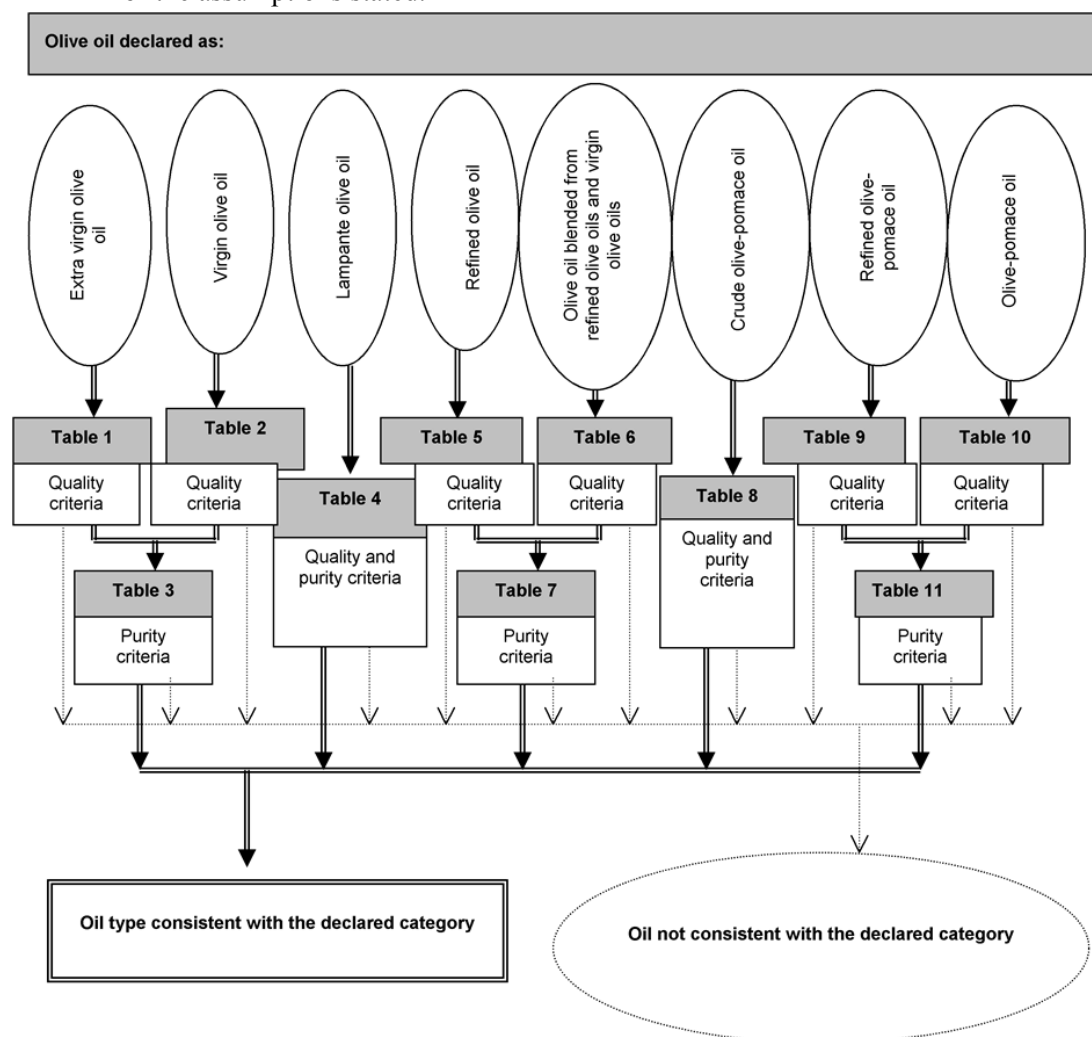 the assumptions stated.
Olive oil declared as:
Extra virgin olive
oil
Virgin olive oil
Lampante olive oil
Refined olive oil
Olive oil blended from
refined olive oils and virgin
olive oils
Crude olive-pomace oil
Refined olive-
pomace oil
Olive-pomace oil
Table 1
Quality
criteria
Table 2
Quality
criteria
Table 3
Purity
criteria
Table 4
Quality and
purity criteria
Table 5
Quality
criteria
Table 6
Quality
criteria
Table 7
Purity
criteria
Table 8
Quality and
purity
criteria
Table 9
Quality
criteria
Table 10
Quality
criteria
Table 11
Purity
criteria
Oil type consistent with the declared category
Oil not consistent with the declared category